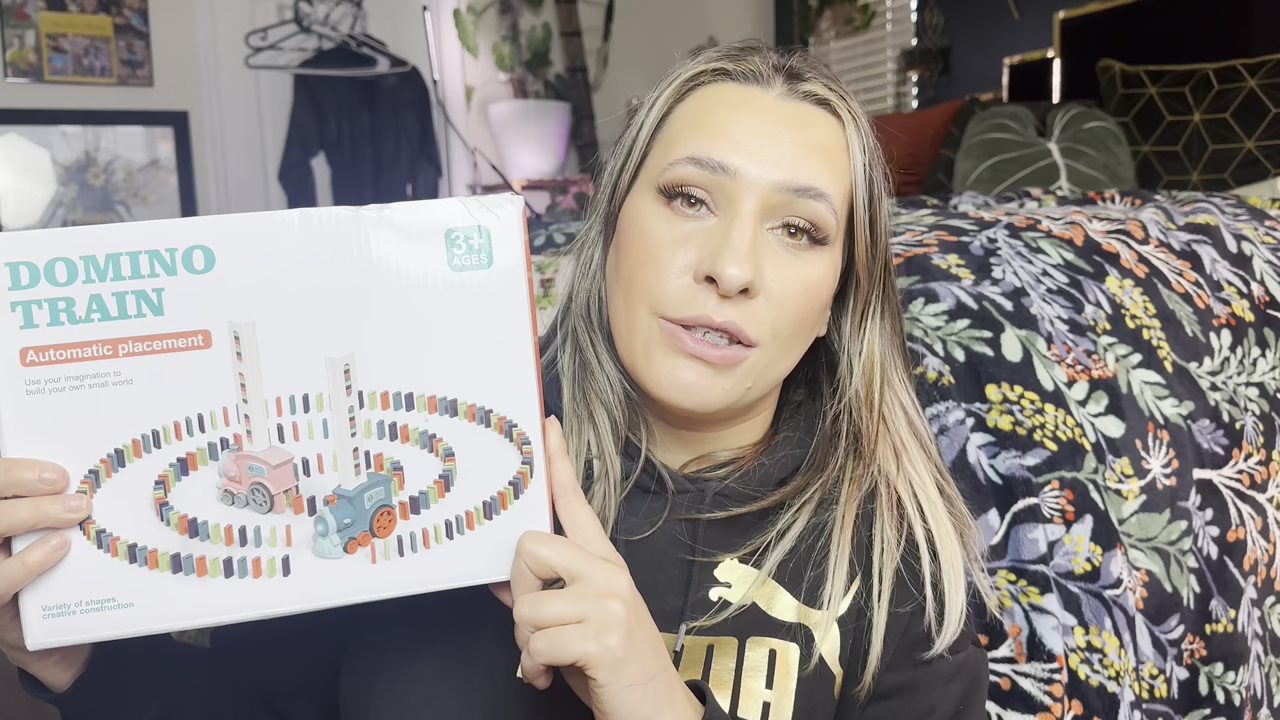 DOMINO
TRAIN
3+
AGES
Automatic placement
Use your imagination to
build your own small world
Variety of shapes,
creative construction